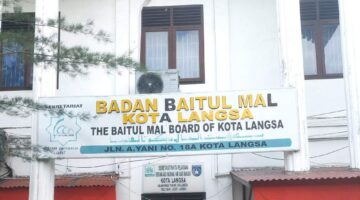 SEKRETARIAT
BADAN BAITUL MAL
KOTA LANGSA
THE BAITUL MAL BOARD OF KOTA LANGSA
JLN. A.YANI NO. 18A KOTA LANGSA
KOTA LANGSA